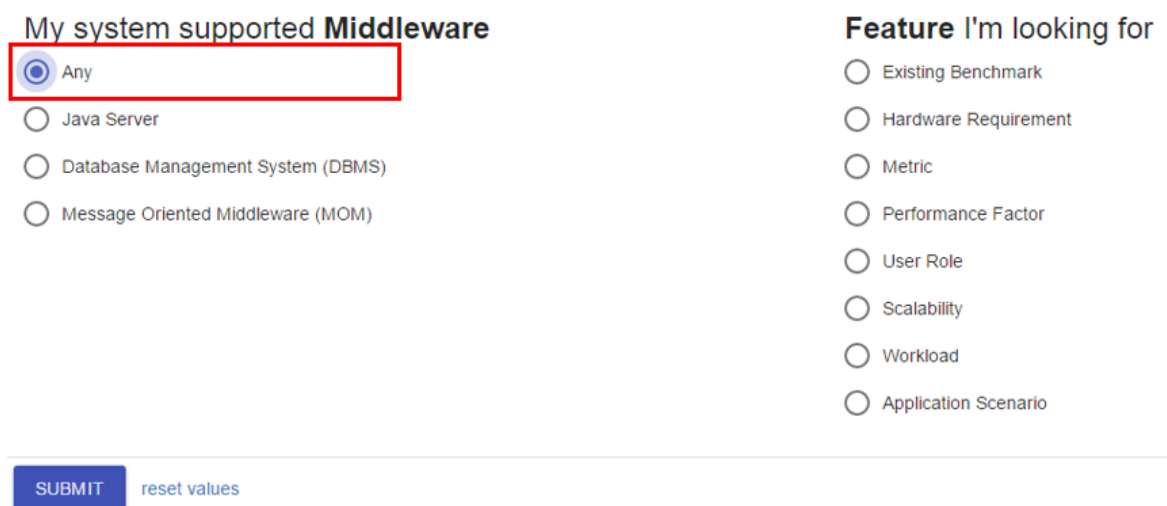 My system supported Middleware
Any
Java Server
Database Management System (DBMS)
Message Oriented Middleware (MOM)
Feature I'm looking for
Existing Benchmark
Hardware Requirement
Metric
Performance Factor
User Role
Scalability
Workload
Application Scenario
SUBMIT reset values